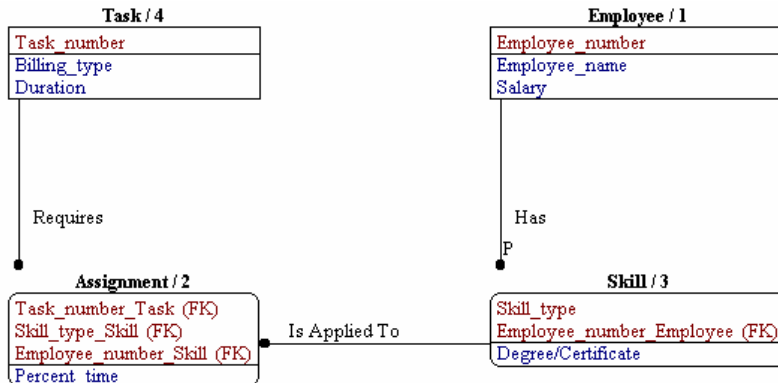 Task / 4
Task_number
Billing_type
Duration
Employee / 1
Employee_number
Employee_name
Salary
Requires
Has
P
Assignment / 2
Task_number_Task (FK)
Skill_type_Skill (FK)
Employee_number_Skill (FK)
Percent_time
Is Applied To
Skill / 3
Skill_type
Employee_number_Employee (FK)
Degree/Certificate